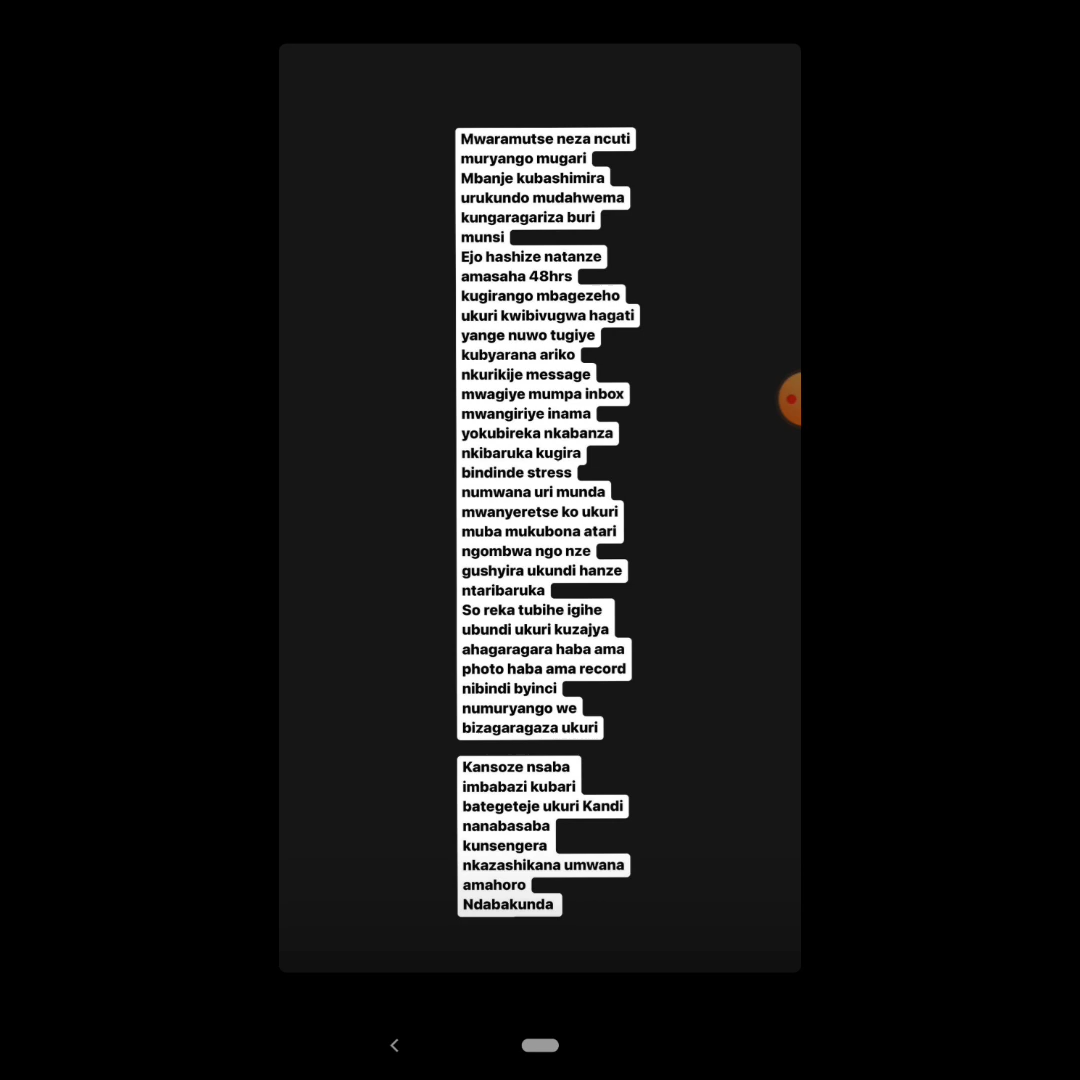 Mwaramutse neza ncuti
muryango mugari
Mbanje kubashimira
urukundo mudahwema
kungaragariza buri
munsi
Ejo hashize natanze
amasaha 48hrs
kugirango mbagezeho
ukuri kwibivugwa hagati
yange nuwo tugiye
kubyarana ariko
nkurikije message
mwagiye mumpa inbox
mwangiriye inama
yokubireka nkabanza
nkibaruka kugira
bindinde stress
numwana uri munda
mwanyeretse ko ukuri
muba mukubona atari
ngombwa ngo nze
gushyira ukundi hanze
ntaribaruka
So reka tubihe igihe
ubundi ukuri kuzajya
ahagaragara haba ama
photo haba ama record
nibindi byinci
numuryango we
bizagaragaza ukuri
Kansoze nsaba
imbabazi kubari
bategeteje ukuri Kandi
nanabasaba
kunsengera
nkazashikana umwana
amahoro
Ndabakunda